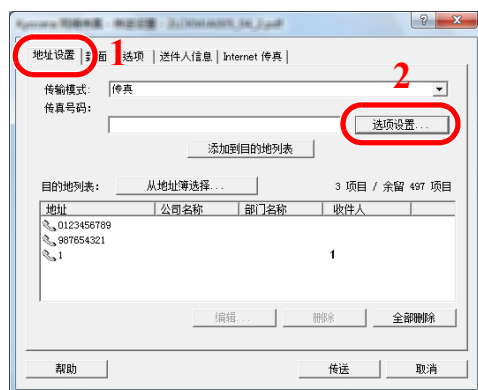 地址设置 封面 选项 送件人信息 Internet 传真
1
2
传输模式: 传真
传真号码:
选项设置...
添加到目的地列表
目的地列表: 从地址簿选择... 3 项目 / 余留 497 项目
地址 公司名称 部门名称 收件人
0123456789
987654321
1 1
编辑... 删除 全部删除
帮助 传送 取消